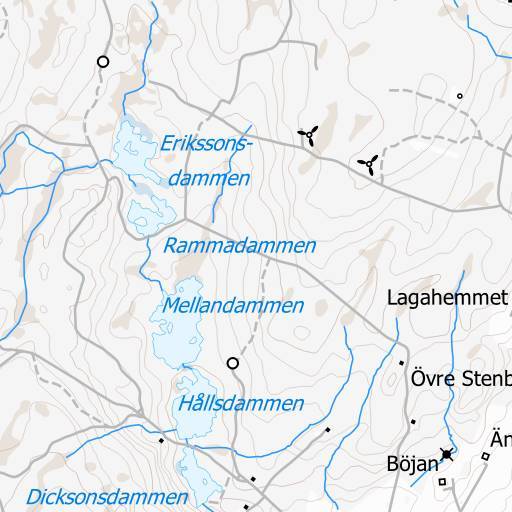 Erikssons-
dammen
Rammadammen
Mellandammen
Lagahemmet
Övre Stenb
Hållsdammen
Än
Böjan
Dicksonsdammen